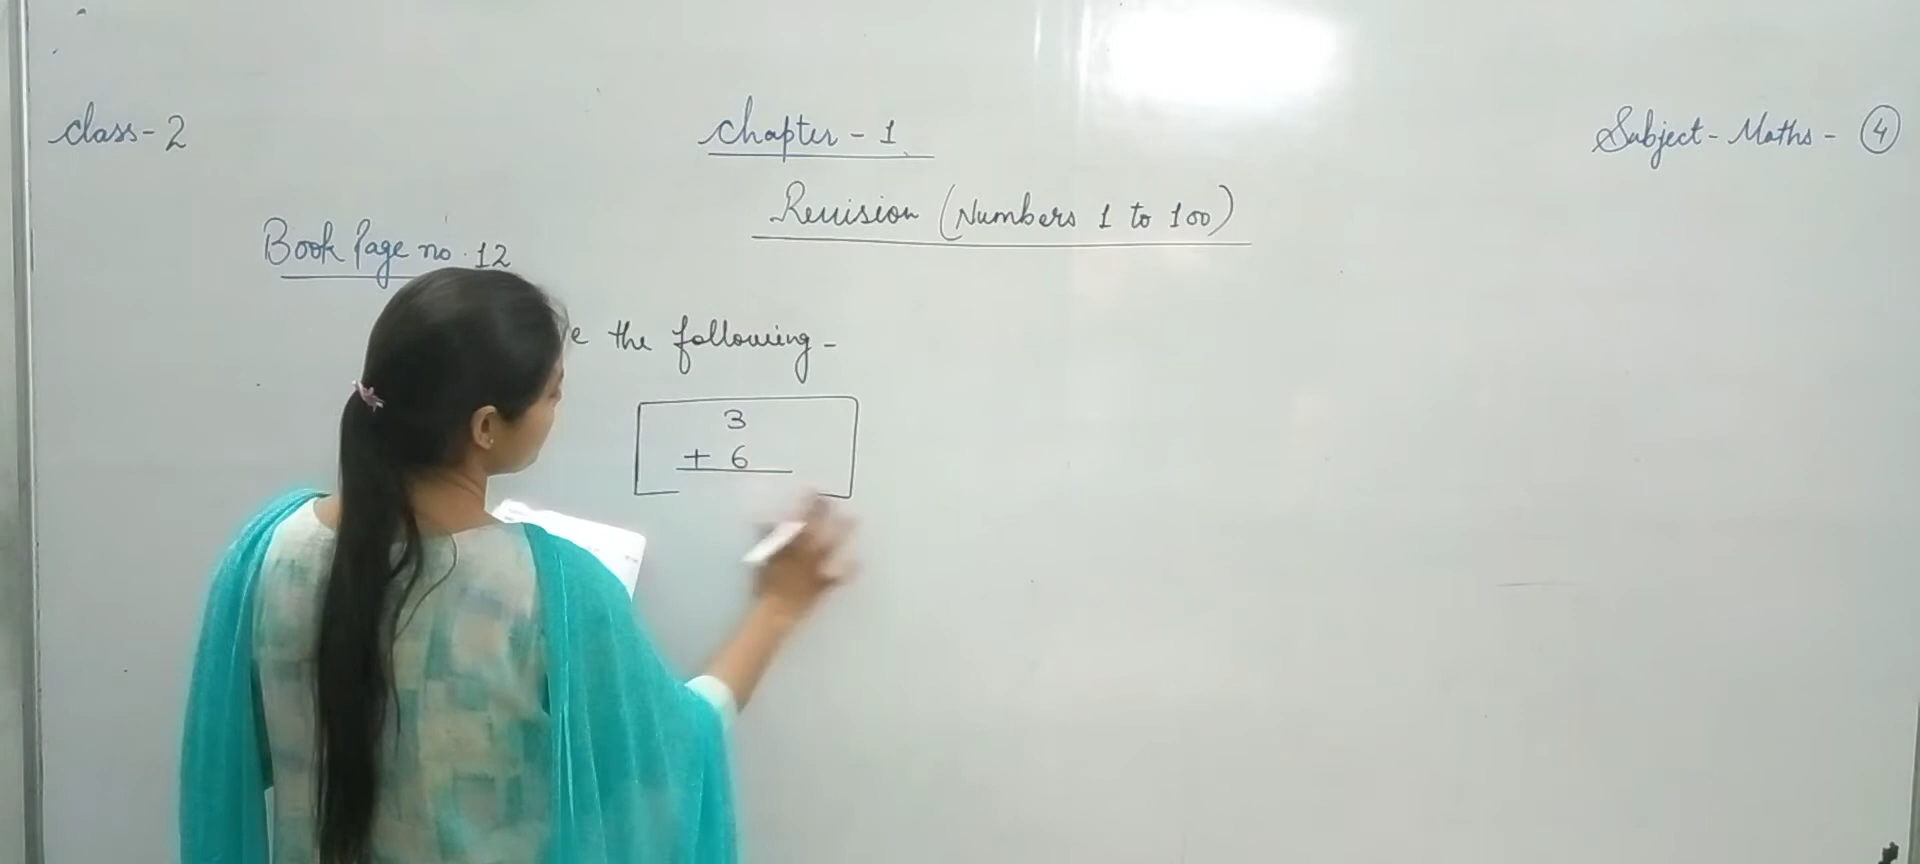 Class-2
Chapter - 1
Subject - Maths - 4
Revision (Numbers 1 to 100)
Book Page no. 12
the following -
3
+ 6